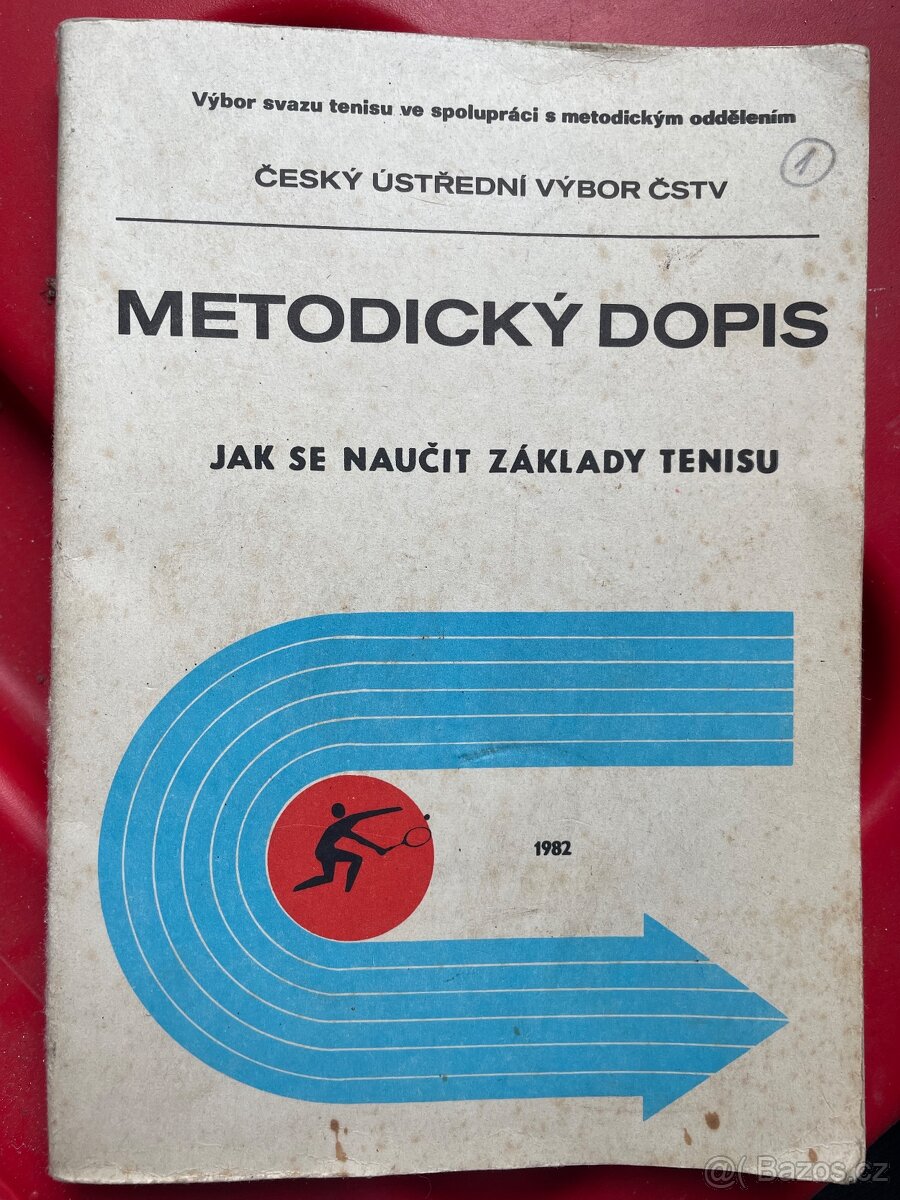 Výbor svazu tenisu ve spolupráci s metodickým oddělením
1
ČESKÝ ÚSTŘEDNÍ VÝBOR ČSTV
METODICKÝ DOPIS
JAK SE NAUČIT ZÁKLADY TENISU
1982
@( Bazos.cz